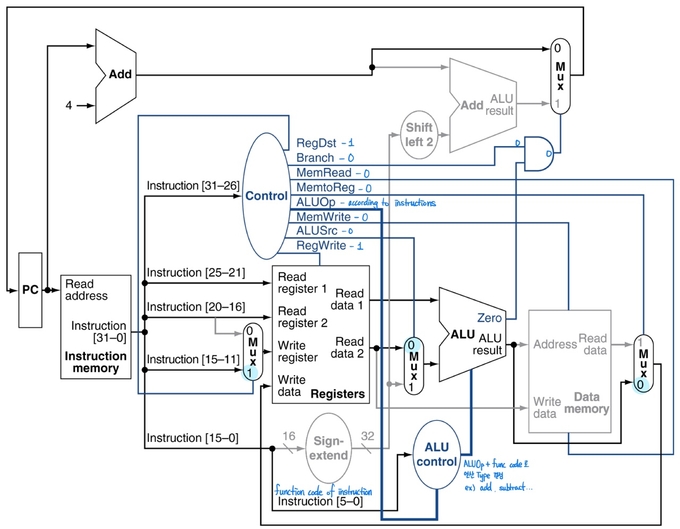 Add
4
0
Mux
1
Add ALU result
Shift left 2
RegDst - 1
Branch - 0
MemRead - 0
MemtoReg - 0
ALUOp - according to instructions
MemWrite - 0
ALUSrc - 0
RegWrite - 1
0
0
Control
Instruction [31–26]
PC
Read address
Instruction [31–0]
Instruction memory
Instruction [25–21]
Instruction [20–16]
Instruction [15–11]
0
Mux
1
Read register 1
Read register 2
Write register
Write data
Read data 1
Read data 2
Registers
0
Mux
1
Zero
ALU
ALU result
Address
Read data
Write data
Data memory
1
Mux
0
Instruction [15–0]
16
Sign-extend
32
ALU control
function code of instruction
Instruction [5–0]
ALUOp + func code로
연산 Type 결정
ex) add, subtract...